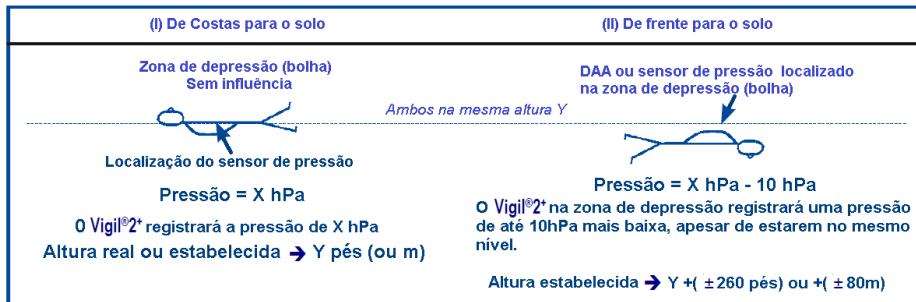 (I) De Costas para o solo
Zona de depressão (bolha)
Sem influência
Localização do sensor de pressão
Pressão = X hPa
O Vigil®2+ registrará a pressão de X hPa
Altura real ou estabelecida → Y pés (ou m)
Ambos na mesma altura Y
(II) De frente para o solo
DAA ou sensor de pressão localizado
na zona de depressão (bolha)
Pressão = X hPa - 10 hPa
O Vigil®2+ na zona de depressão registrará uma pressão
de até 10hPa mais baixa, apesar de estarem no mesmo
nível.
Altura estabelecida → Y +( ±260 pés) ou +( ±80m)